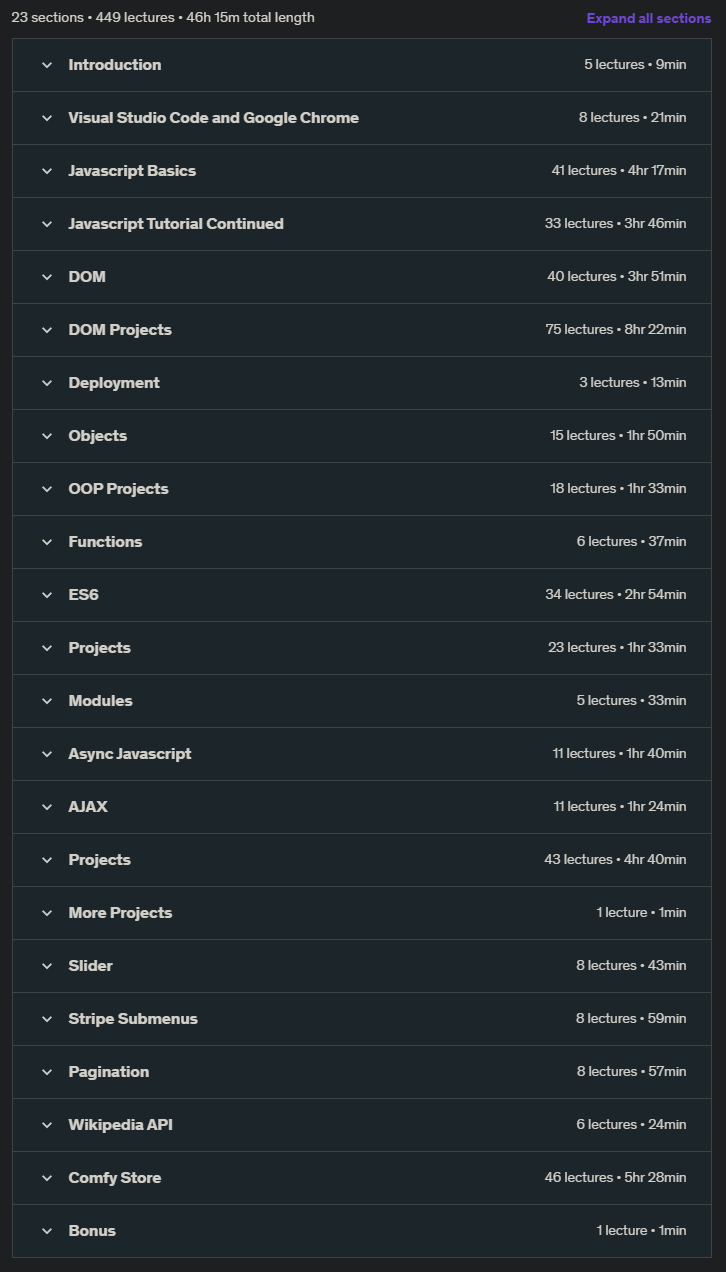 23 sections • 449 lectures • 46h 15m total length Expand all sections
Introduction 5 lectures • 9min
Visual Studio Code and Google Chrome 8 lectures • 21min
Javascript Basics 41 lectures • 4hr 17min
Javascript Tutorial Continued 33 lectures • 3hr 46min
DOM 40 lectures • 3hr 51min
DOM Projects 75 lectures • 8hr 22min
Deployment 3 lectures • 13min
Objects 15 lectures • 1hr 50min
OOP Projects 18 lectures • 1hr 33min
Functions 6 lectures • 37min
ES6 34 lectures • 2hr 54min
Projects 23 lectures • 1hr 33min
Modules 5 lectures • 33min
Async Javascript 11 lectures • 1hr 40min
AJAX 11 lectures • 1hr 24min
Projects 43 lectures • 4hr 40min
More Projects 1 lecture • 1min
Slider 8 lectures • 43min
Stripe Submenus 8 lectures • 59min
Pagination 8 lectures • 57min
Wikipedia API 6 lectures • 24min
Comfy Store 46 lectures • 5hr 28min
Bonus 1 lecture • 1min